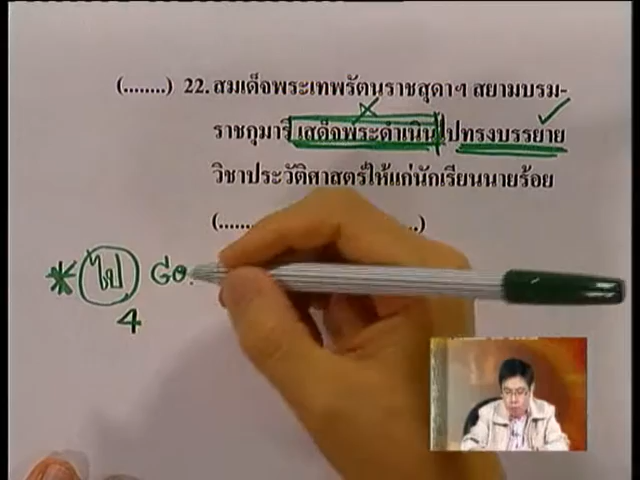 (........) 22. สมเด็จพระเทพรัตนราชสุดาฯ สยามบรม-
ราชกุมารี เสด็จพระดำเนินไปทรงบรรยาย
วิชาประวัติศาสตร์ให้แก่นักเรียนนายร้อย
(........)
* ไป Go.
4